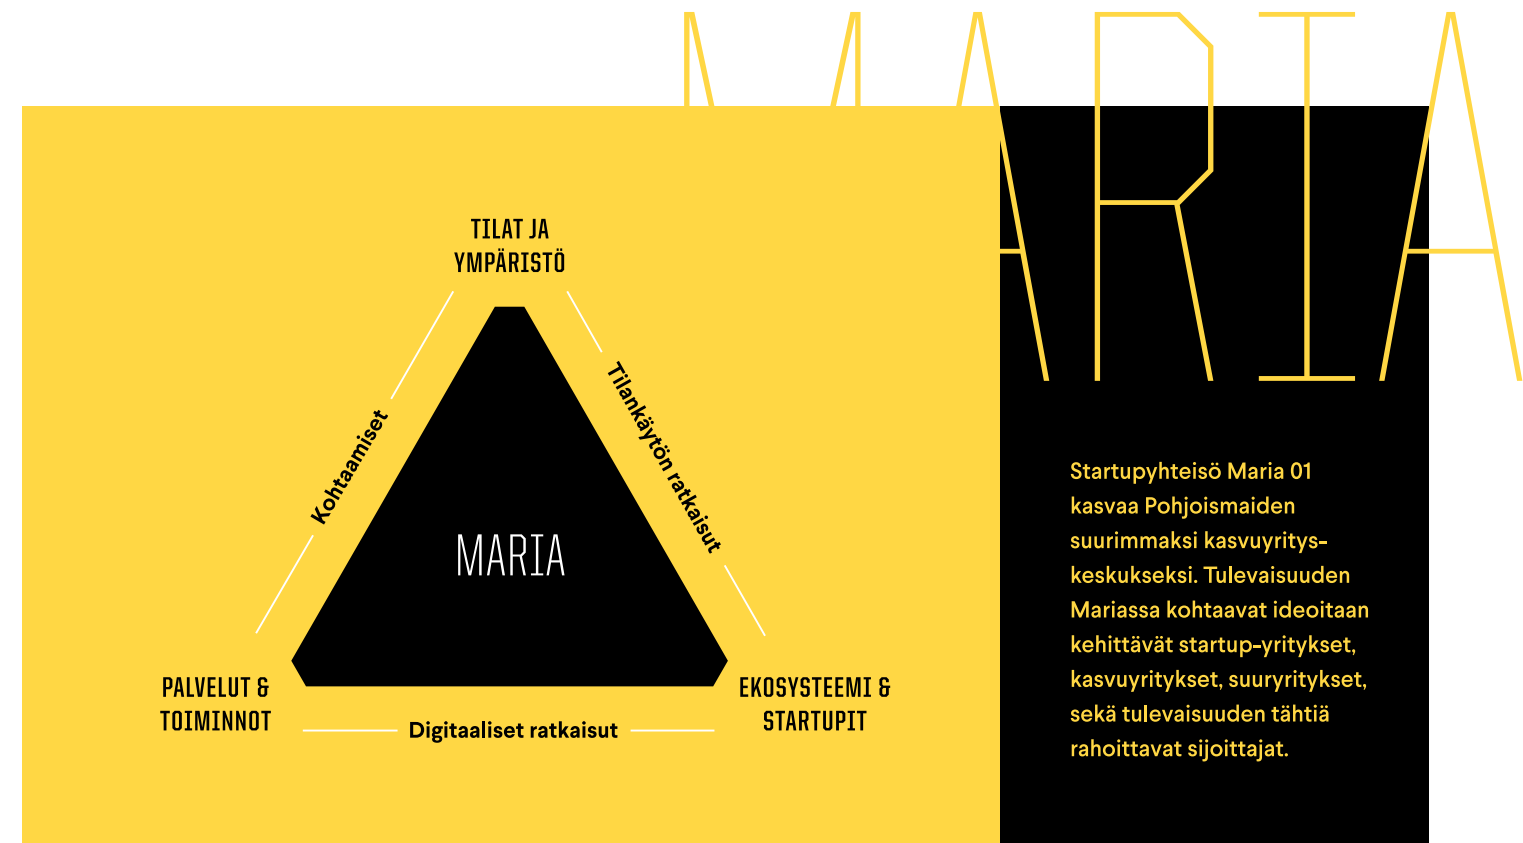 MARIA
TILAT JA
YMPÄRISTÖ
Kohtaamiset
Tilankäytön ratkaisut
MARIA
PALVELUT &
TOIMINNOT
Digitaaliset ratkaisut
EKOSYSTEEMI &
STARTUPIT
Startupyhteisö Maria 01
kasvaa Pohjoismaiden
suurimmaksi kasvuyritys-
keskukseksi. Tulevaisuuden
Mariassa kohtaavat ideoitaan
kehittävät startup-yritykset,
kasvuyritykset, suuryritykset,
sekä tulevaisuuden tähtiä
rahoittavat sijoittajat.